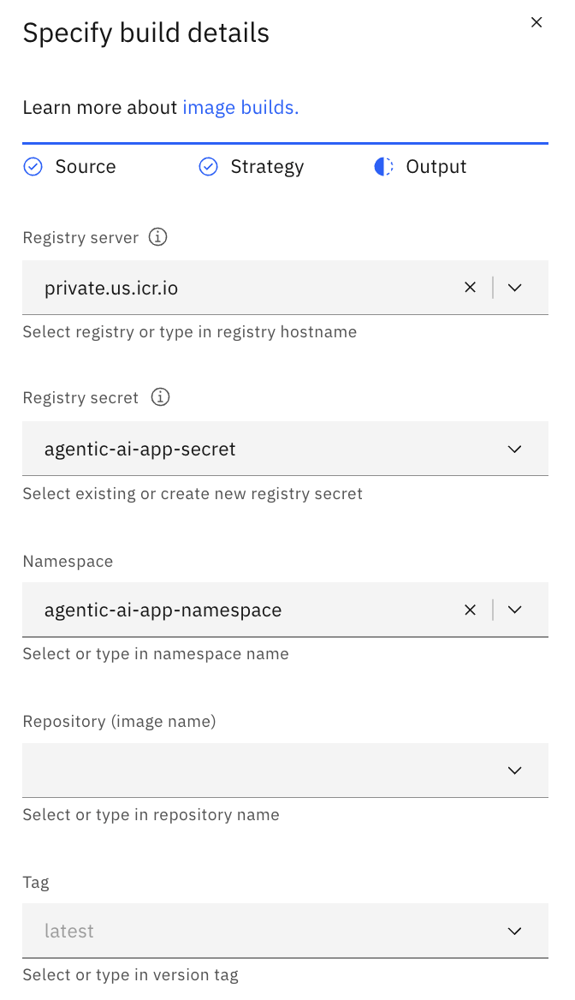 Specify build details
Learn more about image builds.
Source Strategy Output
Registry server
private.us.icr.io
Select registry or type in registry hostname
Registry secret
agentic-ai-app-secret
Select existing or create new registry secret
Namespace
agentic-ai-app-namespace
Select or type in namespace name
Repository (image name)
Select or type in repository name
Tag
latest
Select or type in version tag